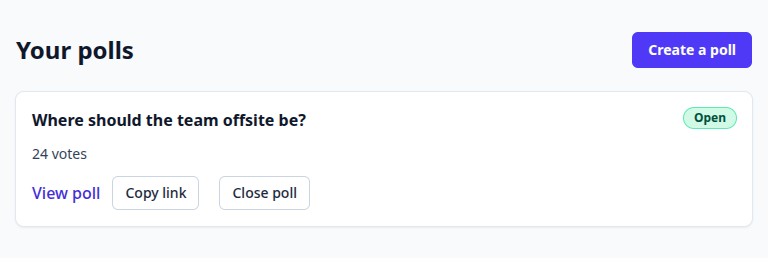 Your polls
Create a poll
Where should the team offsite be?
Open
24 votes
View poll
Copy link
Close poll